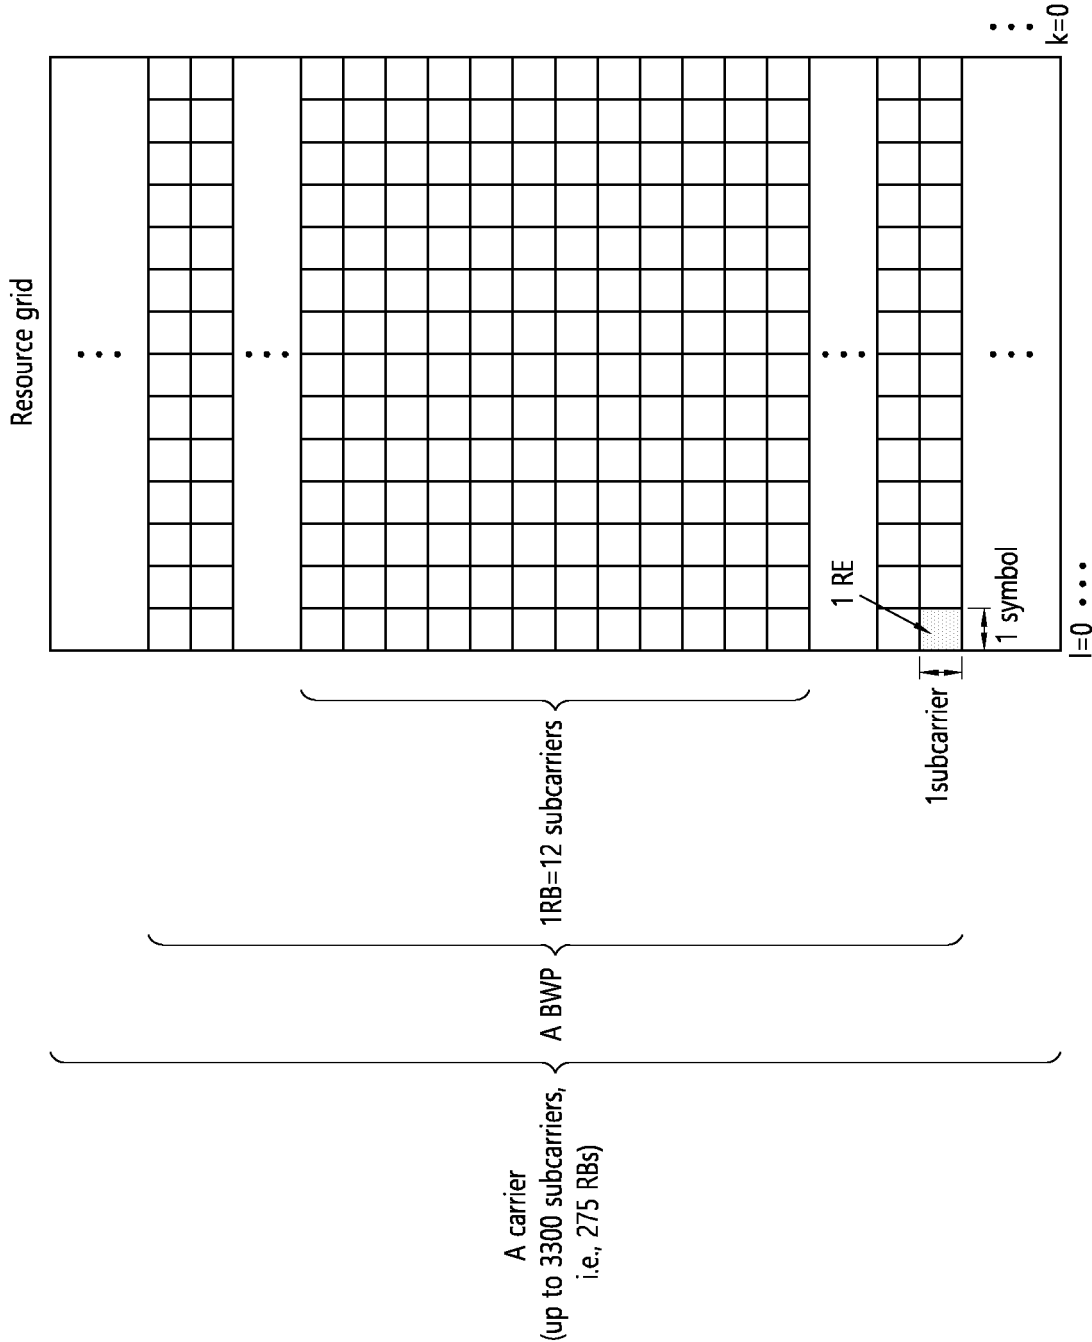 Resource grid
A carrier
(up to 3300 subcarriers,
i.e., 275 RBs)
A BWP
1RB=12 subcarriers
1 RE
1subcarrier
1 symbol
k=0
l=0